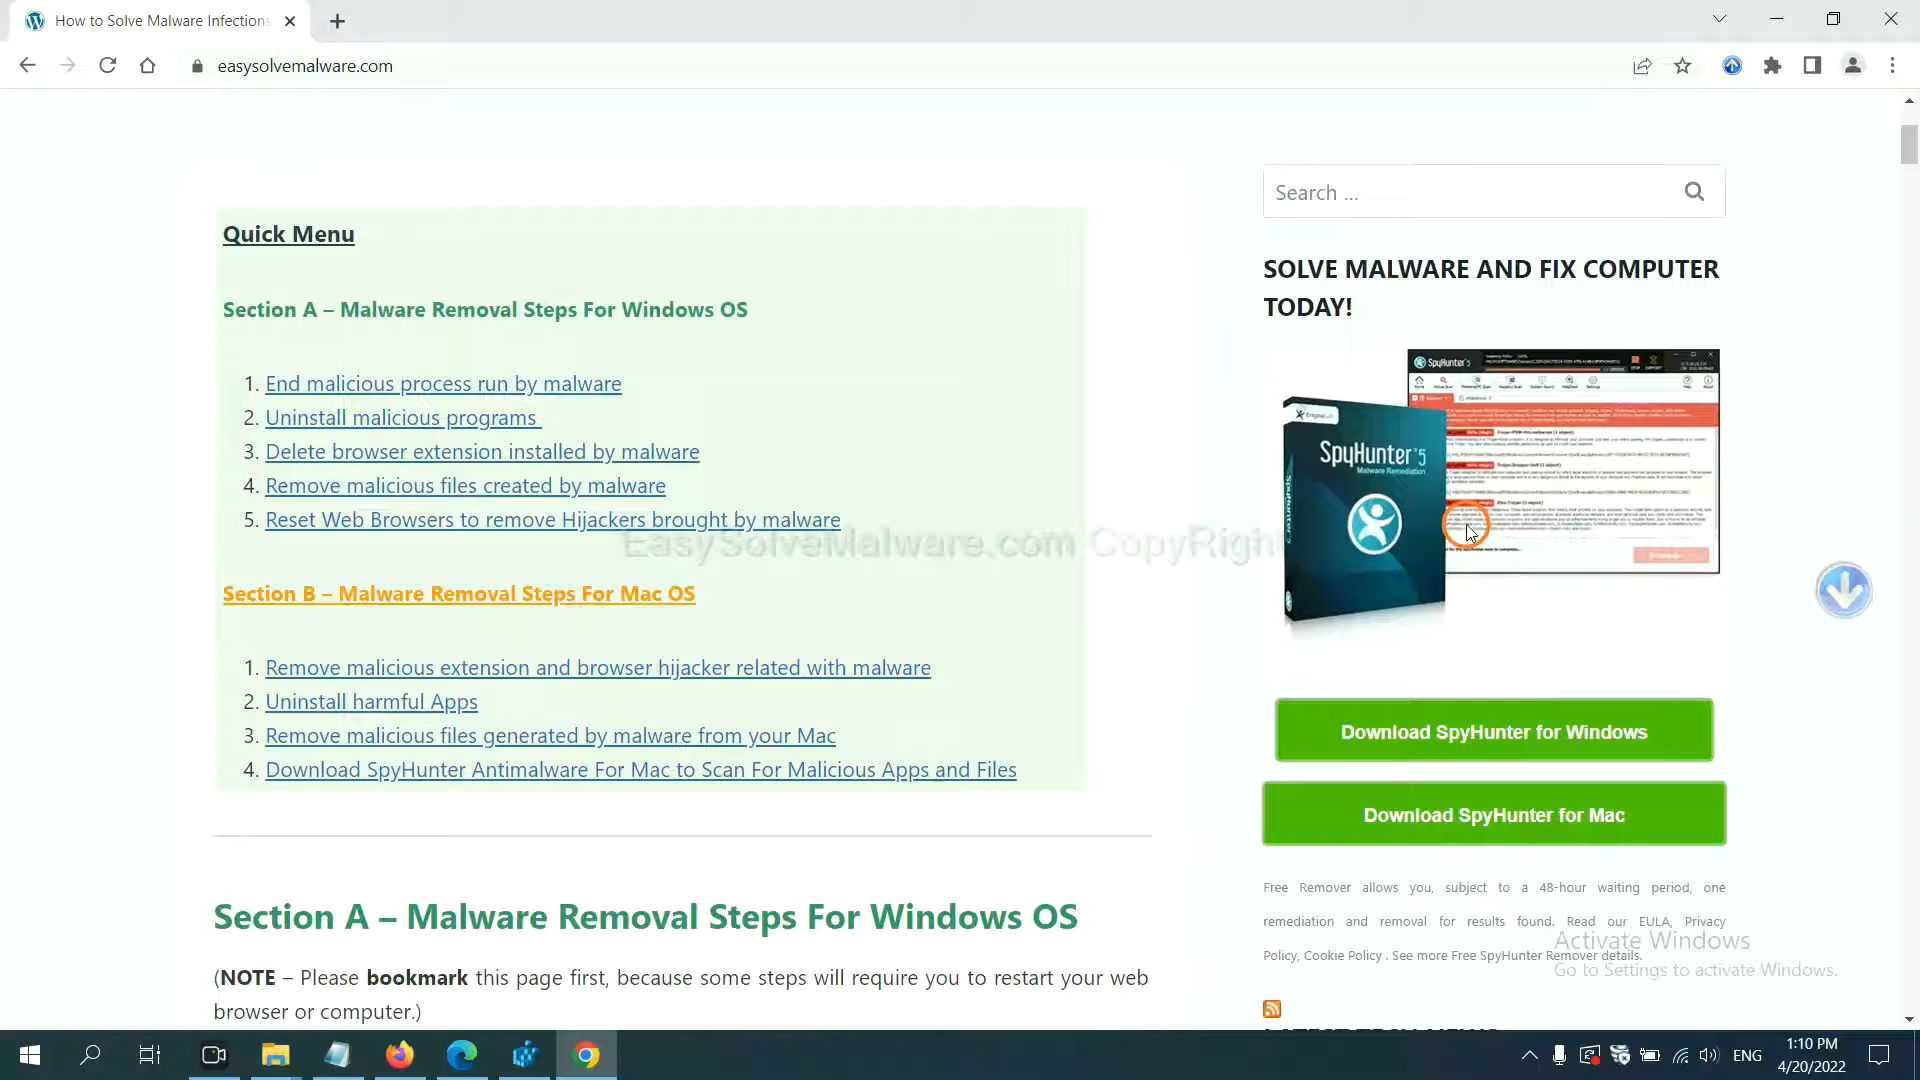 How to Solve Malware Infections
easysolvemalware.com
Search ...
Quick Menu
SOLVE MALWARE AND FIX COMPUTER
TODAY!
Section A – Malware Removal Steps For Windows OS
1. End malicious process run by malware
2. Uninstall malicious programs
3. Delete browser extension installed by malware
4. Remove malicious files created by malware
5. Reset Web Browsers to remove Hijackers brought by malware
EasySolveMalware.com CopyRight
SpyHunter 5
EnigmaSoft
SpyHunter 5
Malware Remediation
Section B – Malware Removal Steps For Mac OS
1. Remove malicious extension and browser hijacker related with malware
2. Uninstall harmful Apps
3. Remove malicious files generated by malware from your Mac
4. Download SpyHunter Antimalware For Mac to Scan For Malicious Apps and Files
Download SpyHunter for Windows
Download SpyHunter for Mac
Free Remover allows you, subject to a 48-hour waiting period, one
remediation and removal for results found. Read our EULA, Privacy
Policy, Cookie Policy . See more Free SpyHunter Remover details.
Section A – Malware Removal Steps For Windows OS
(NOTE – Please bookmark this page first, because some steps will require you to restart your web
browser or computer.)
Activate Windows
Go to Settings to activate Windows.
LATEST TECH NEWS
ENG
1:10 PM
4/20/2022